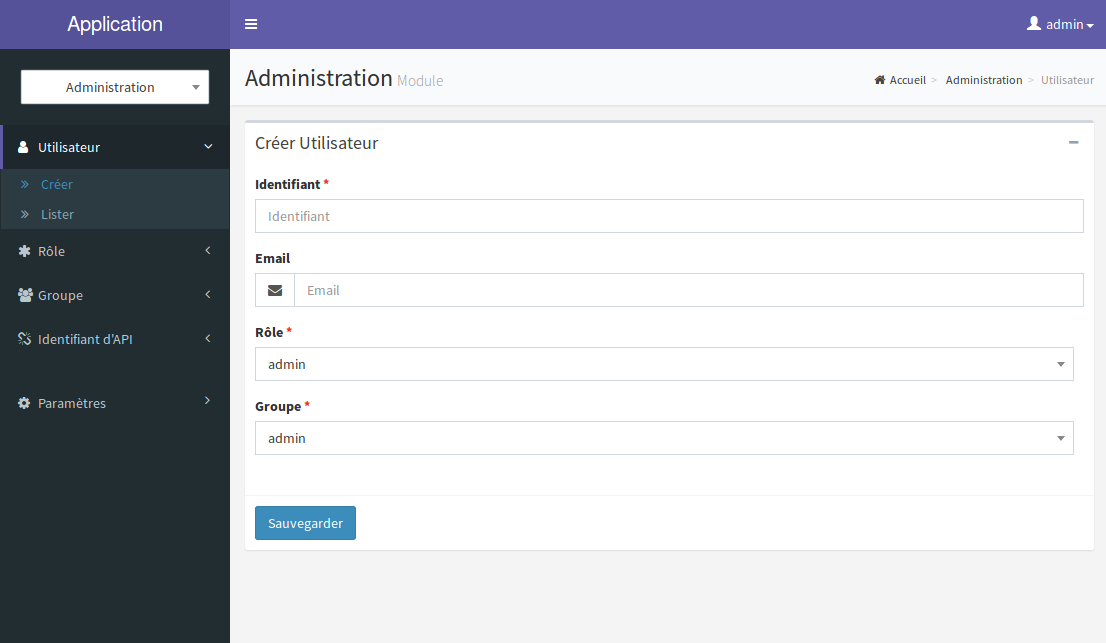 Application
admin
Administration
Utilisateur
Créer
Lister
Rôle
Groupe
Identifiant d'API
Paramètres
Administration Module
Accueil > Administration > Utilisateur
Créer Utilisateur
Identifiant *
Identifiant
Email
Email
Rôle *
admin
Groupe *
admin
Sauvegarder